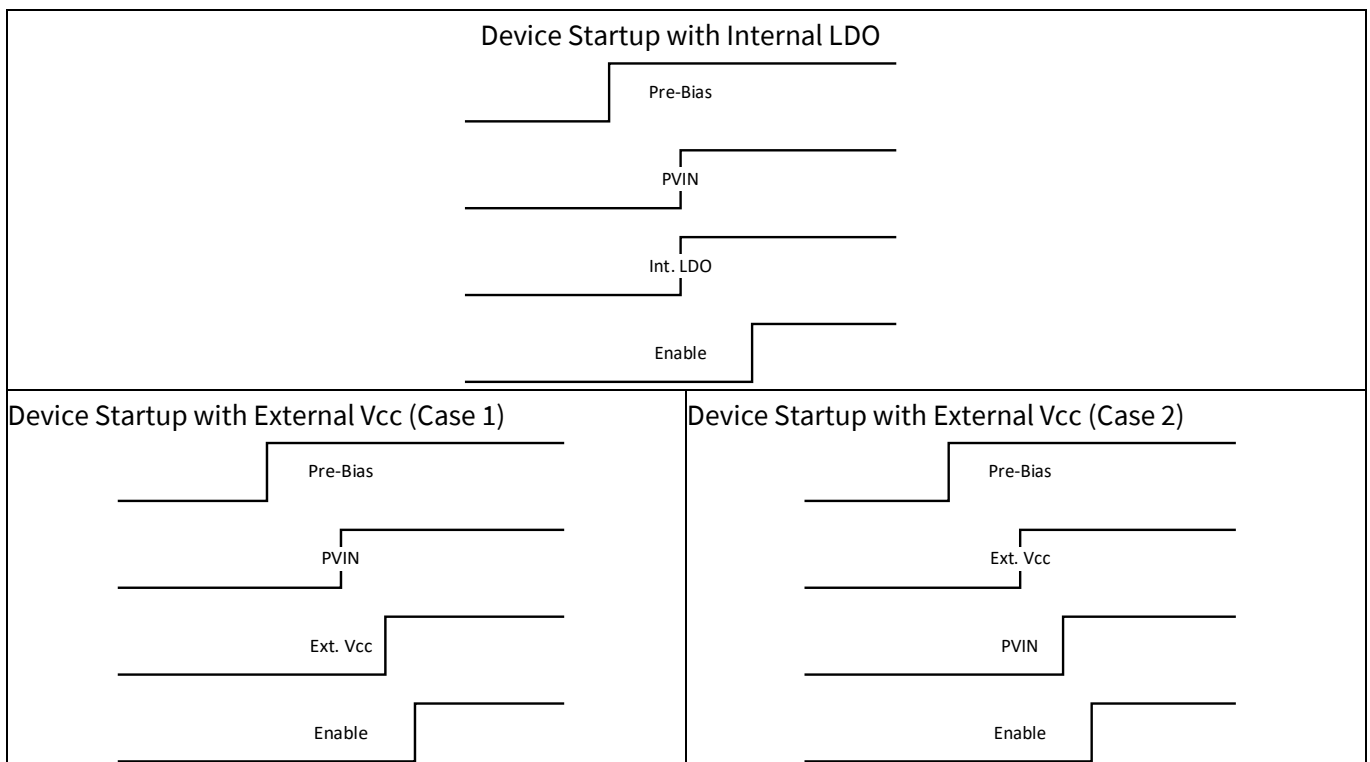 Device Startup with Internal LDO
Pre-Bias
PVIN
Int. LDO
Enable
Device Startup with External Vcc (Case 1)
Pre-Bias
PVIN
Ext. Vcc
Enable
Device Startup with External Vcc (Case 2)
Pre-Bias
Ext. Vcc
PVIN
Enable